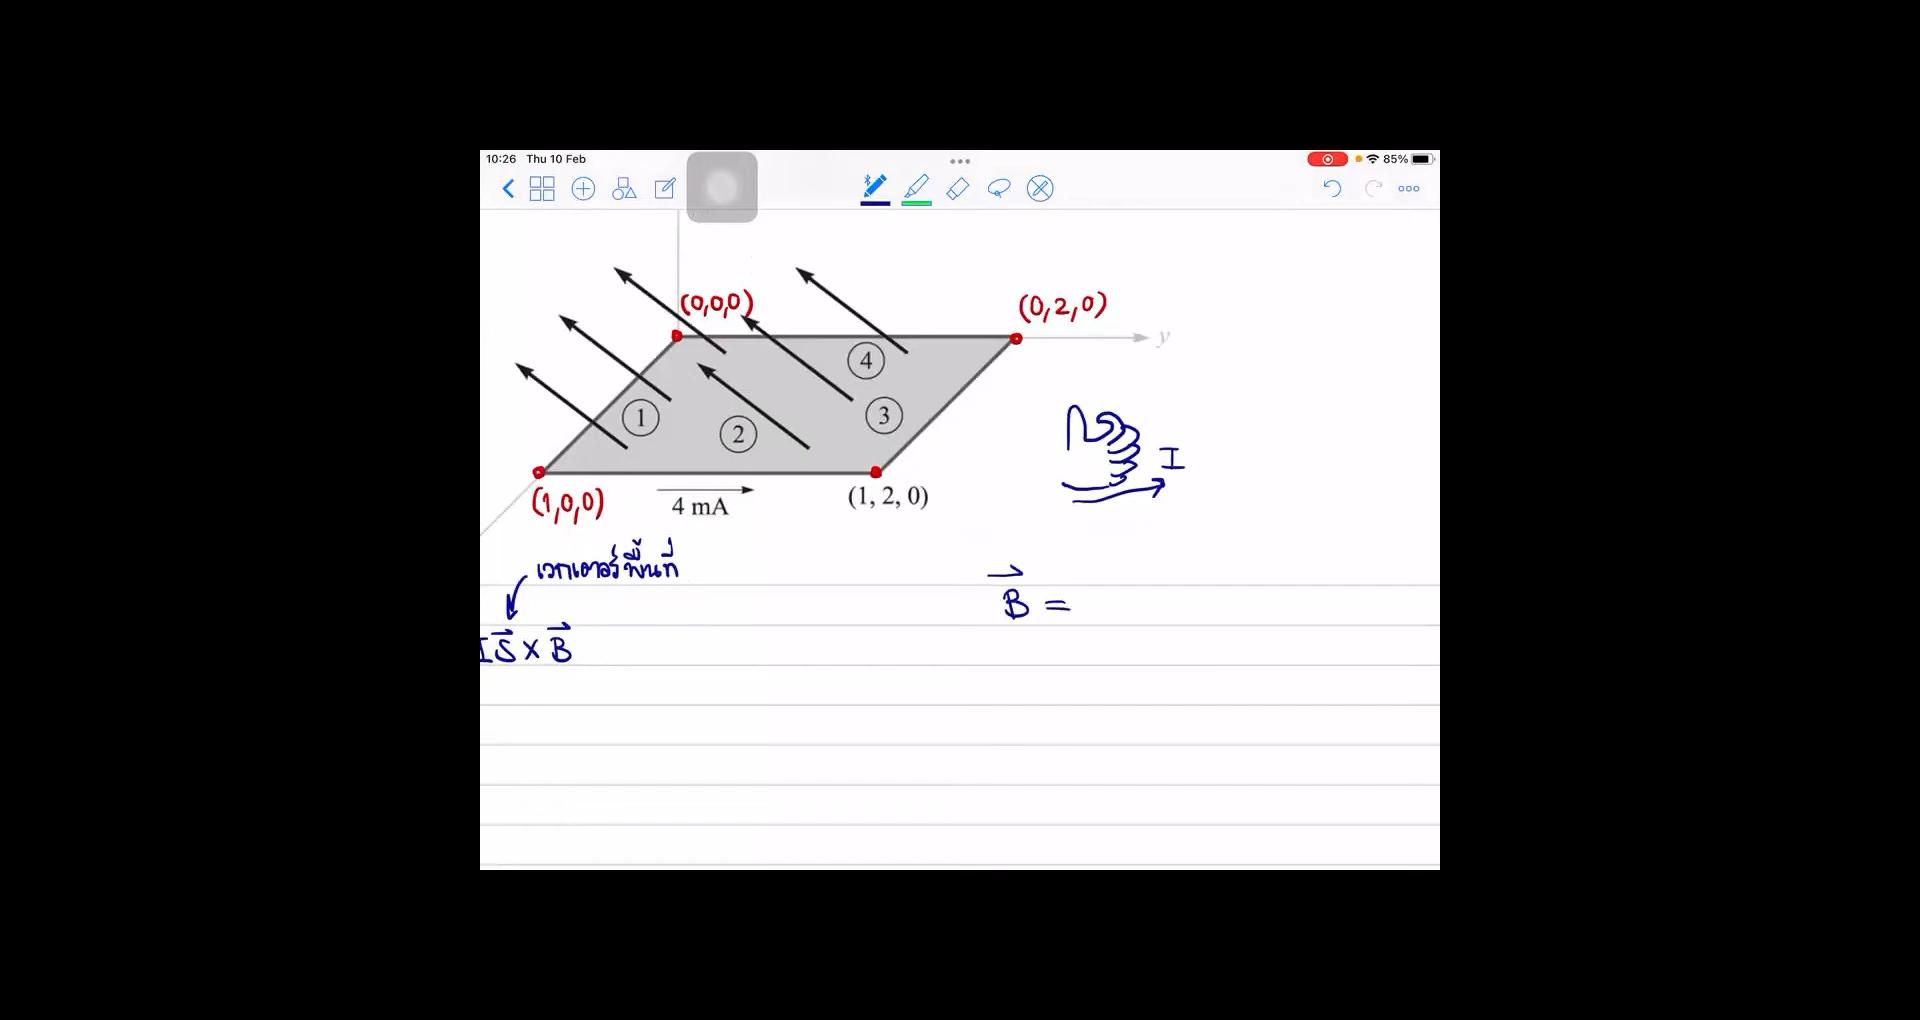 10:26 Thu 10 Feb
85%
(0,0,0)
(0,2,0)
y
4
1
3
2
I
(1,0,0)
4 mA
(1, 2, 0)
เวกเตอร์พื้นที่
B =
IS × B